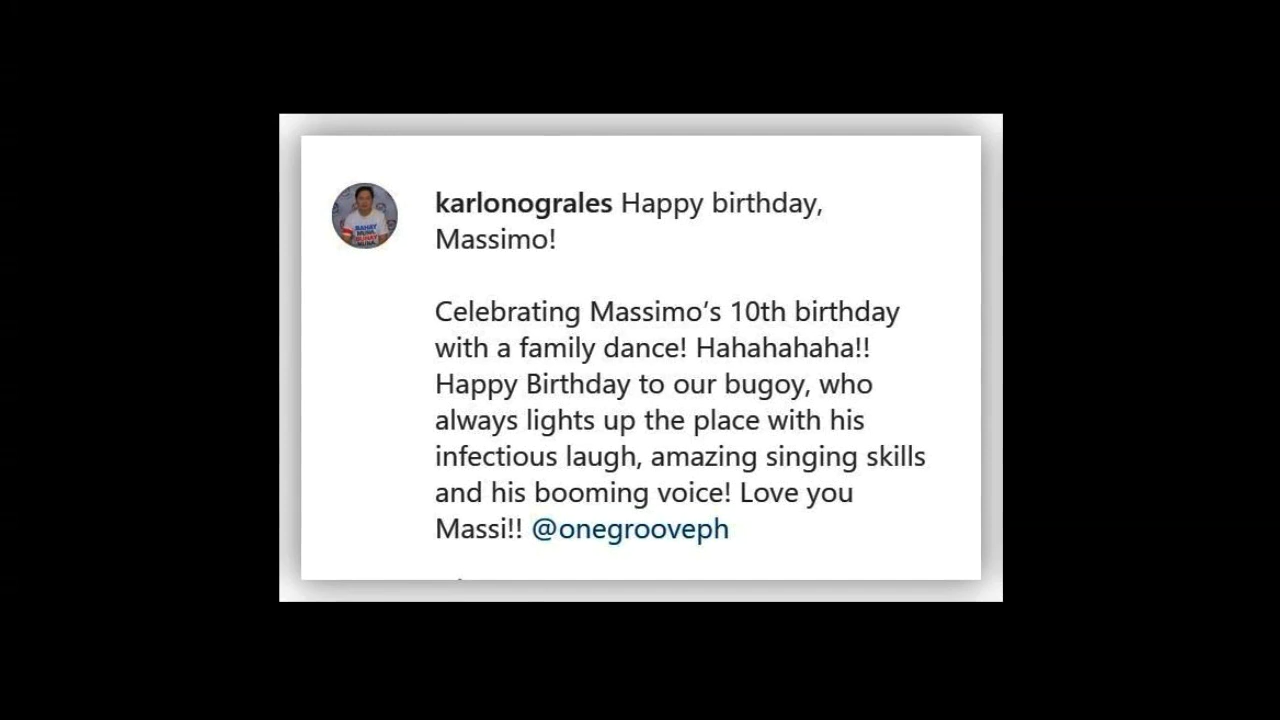 karlonograles Happy birthday,
Massimo!
Celebrating Massimo’s 10th birthday
with a family dance! Hahahahaha!!
Happy Birthday to our bugoy, who
always lights up the place with his
infectious laugh, amazing singing skills
and his booming voice! Love you
Massi!! @onegrooveph